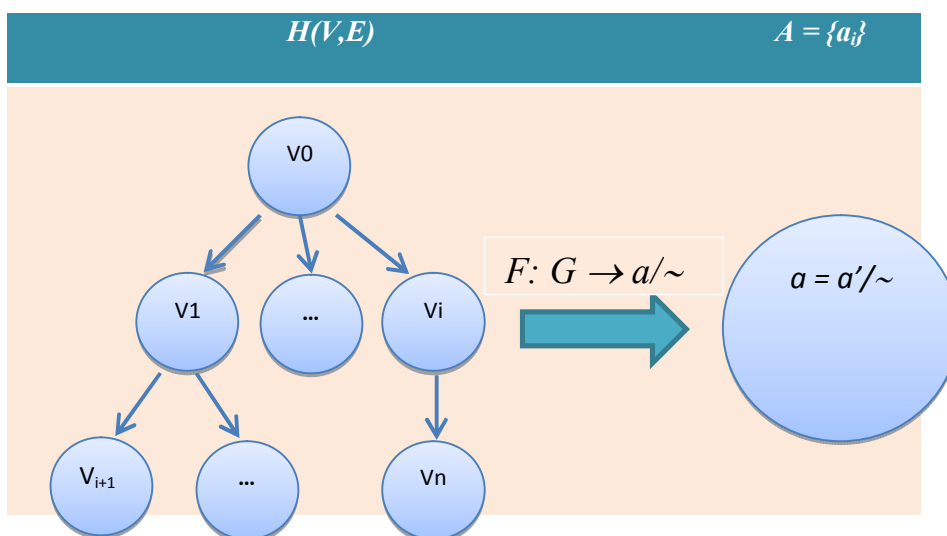 H(V,E)
A = {aᵢ}
V0
F: G → a/~
a = a’/~
V1
...
Vi
Vᵢ₊₁
...
Vn